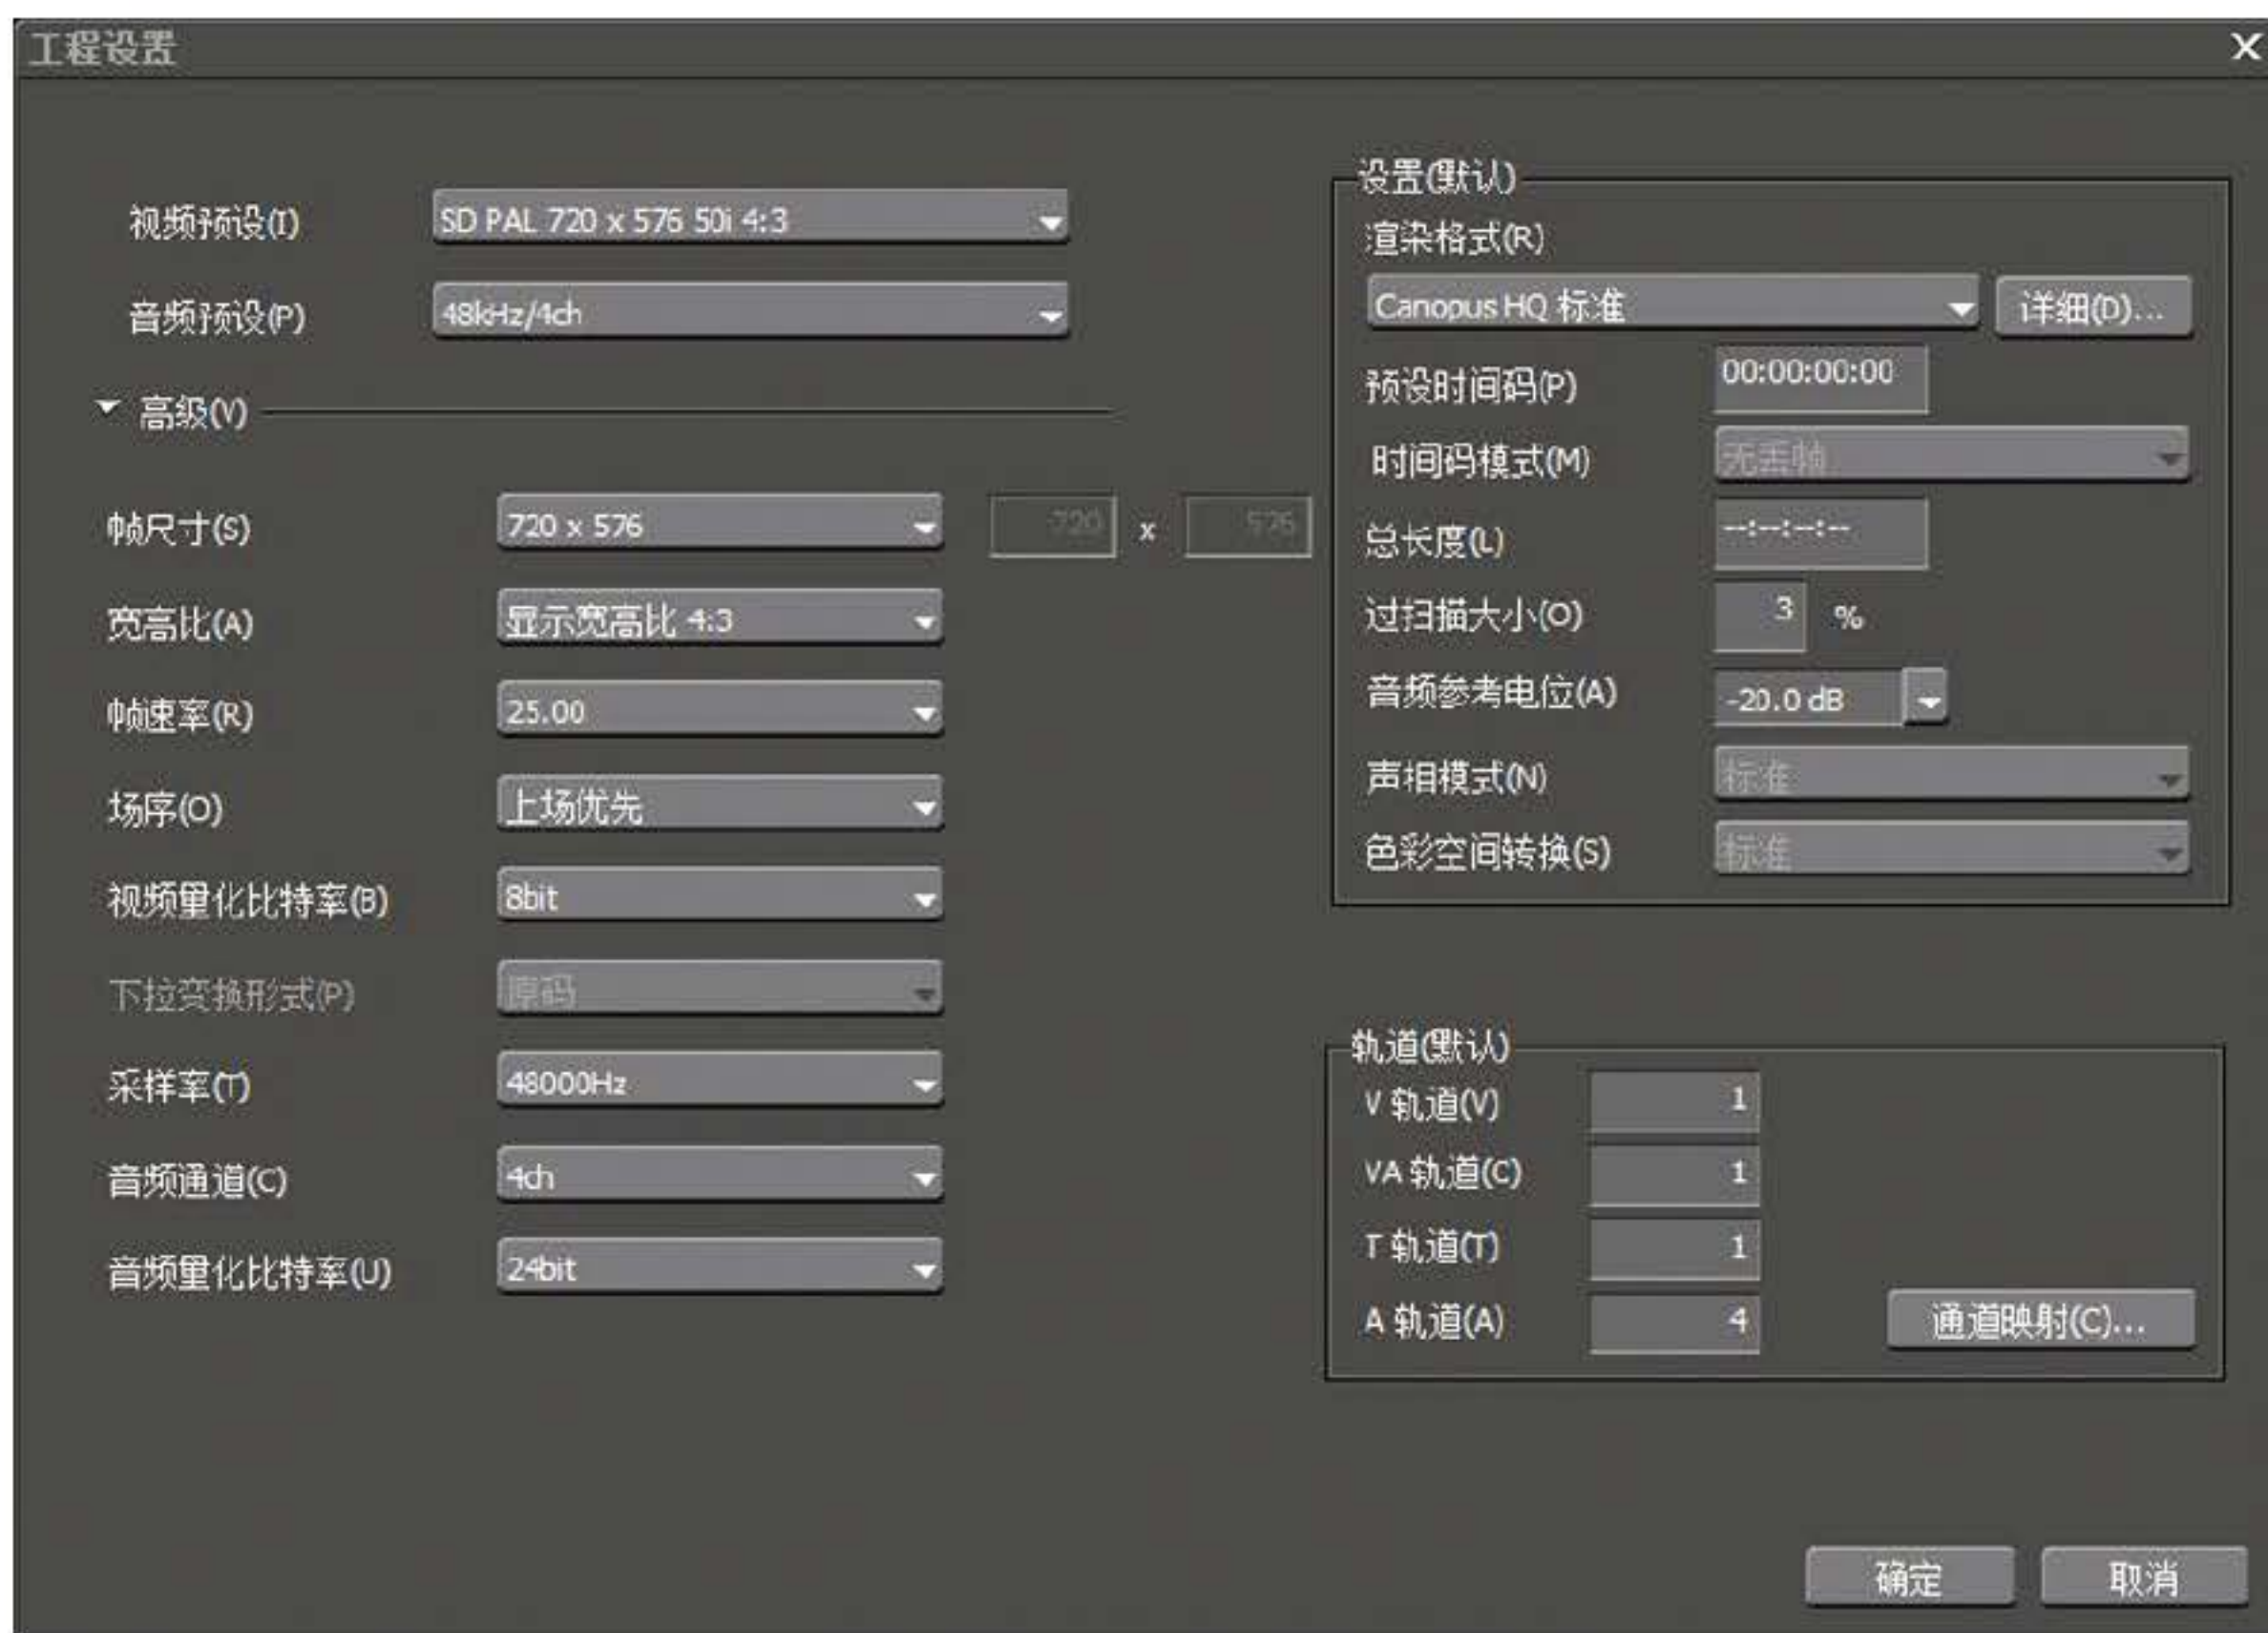 工程设置
X
视频预设(I) SD PAL 720 x 576 50i 4:3
音频预设(P) 48kHz/4ch
高级(V)
帧尺寸(S) 720 x 576 720 x 576
宽高比(A) 显示宽高比 4:3
帧速率(R) 25.00
场序(O) 上场优先
视频量化比特率(B) 8bit
下拉变换形式(P) 原码
采样率(T) 48000Hz
音频通道(C) 4ch
音频量化比特率(U) 24bit
设置(默认)
渲染格式(R)
Canopus HQ 标准 详细(D)...
预设时间码(P) 00:00:00:00
时间码模式(M) 无丢帧
总长度(L) --:--:--:--
过扫描大小(O) 3 %
音频参考电位(A) -20.0 dB
声相模式(N) 标准
色彩空间转换(S) 标准
轨道(默认)
V 轨道(V) 1
VA 轨道(C) 1
T 轨道(T) 1
A 轨道(A) 4 通道映射(C)...
确定 取消